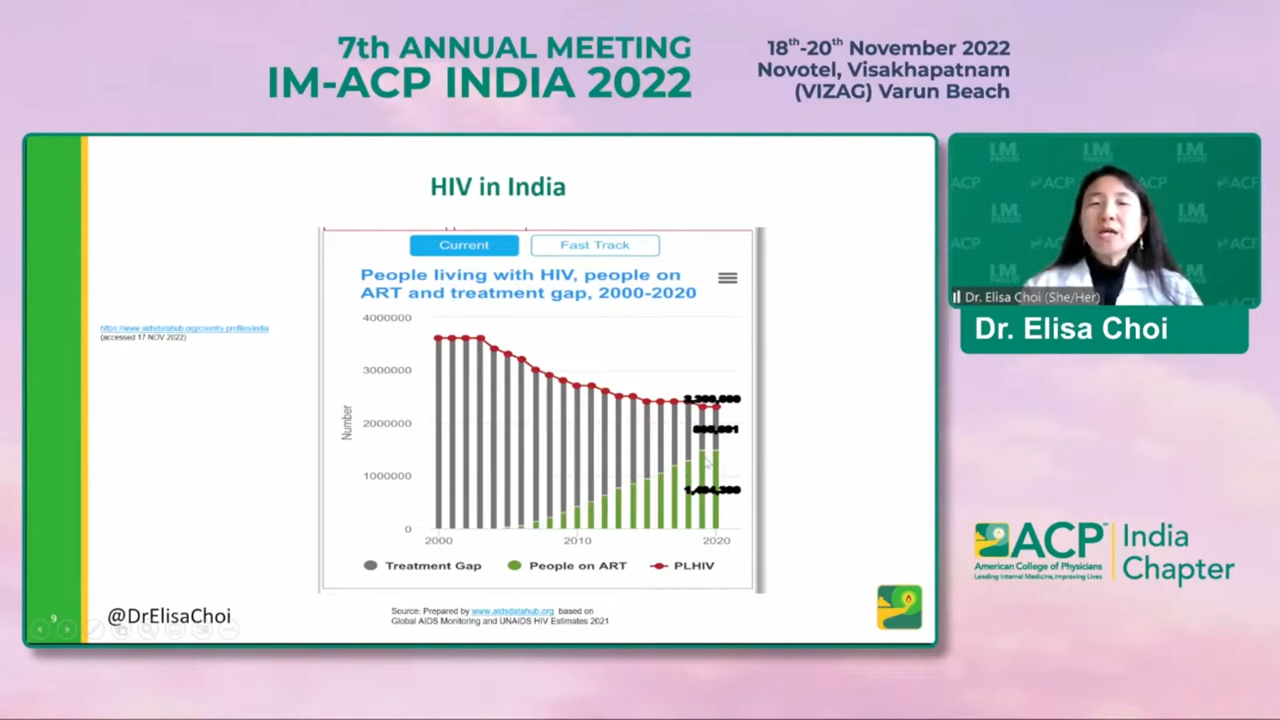 7th ANNUAL MEETING
IM-ACP INDIA 2022
18th-20th November 2022
Novotel, Visakhapatnam
(VIZAG) Varun Beach
HIV in India
Current
Fast Track
People living with HIV, people on
ART and treatment gap, 2000-2020
https://www.aidsdatahub.org/country-profiles/india
(accessed 17 NOV 2022)
4000000
3000000
2000000
1000000
0
Number
2000
2010
2020
Treatment Gap
People on ART
PLHIV
Source: Prepared by www.aidsdatahub.org based on
Global AIDS Monitoring and UNAIDS HIV Estimates 2021
9
@DrElisaChoi
I.M.
PROUD
ACP
Dr. Elisa Choi (She/Her)
Dr. Elisa Choi
ACP
American College of Physicians
Leading Internal Medicine, Improving Lives
India
Chapter